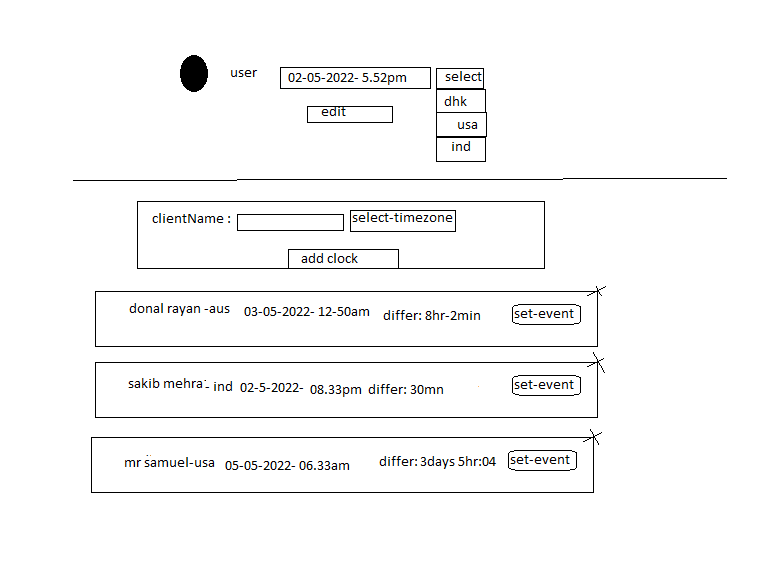 user 02-05-2022- 5.52pm select
dhk
edit
usa
ind
clientName : select-timezone
add clock
donal rayan -aus 03-05-2022- 12-50am differ: 8hr-2min set-event
sakib mehra - ind 02-5-2022- 08.33pm differ: 30mn set-event
mr samuel-usa 05-05-2022- 06.33am differ: 3days 5hr:04 set-event